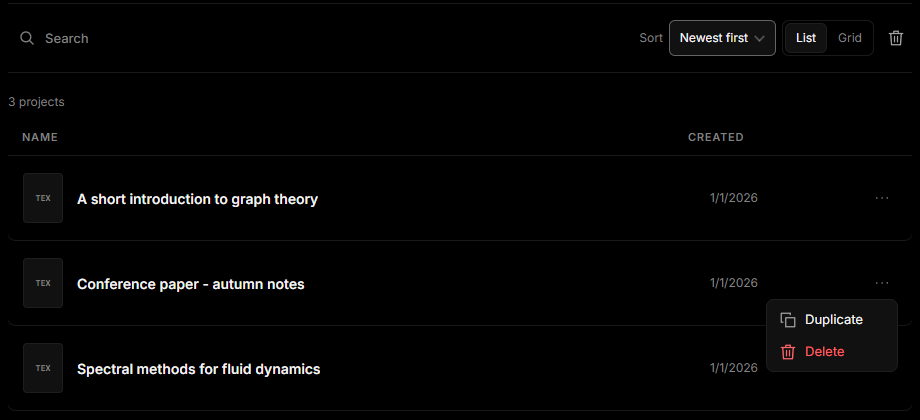 Search
Sort Newest first List Grid
3 projects
NAME CREATED
TEX A short introduction to graph theory 1/1/2026 ...
TEX Conference paper - autumn notes 1/1/2026 ...
Duplicate
Delete
TEX Spectral methods for fluid dynamics 1/1/2026